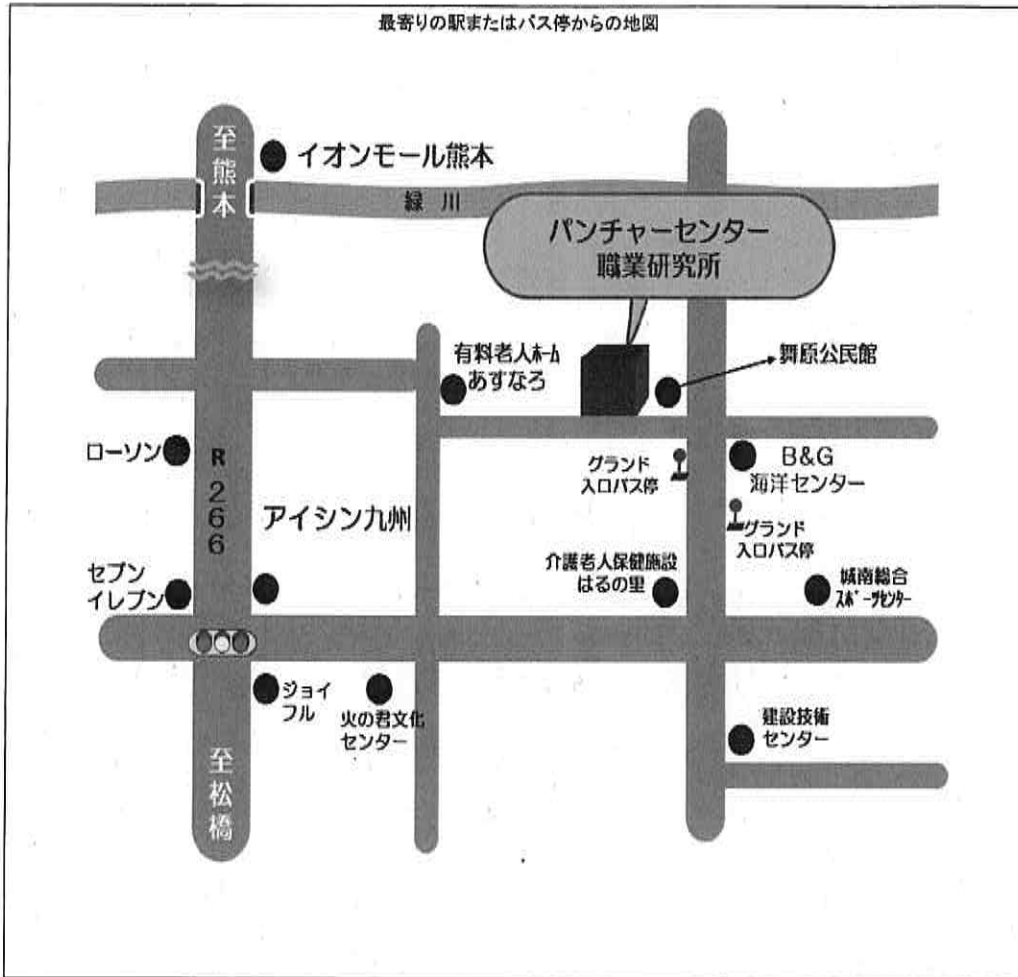 最寄りの駅またはバス停からの地図
至熊本
イオンモール熊本
緑川
パンチャーセンター
職業研究所
有料老人ホーム
あすなろ
舞原公民館
ローソン
R266
アイシン九州
グランド
入口バス停
B&G
海洋センター
グランド
入口バス停
セブン
イレブン
介護老人保健施設
はるの里
城南総合
スポーツセンター
ジョイ
フル
火の君文化
センター
建設技術
センター
至松橋